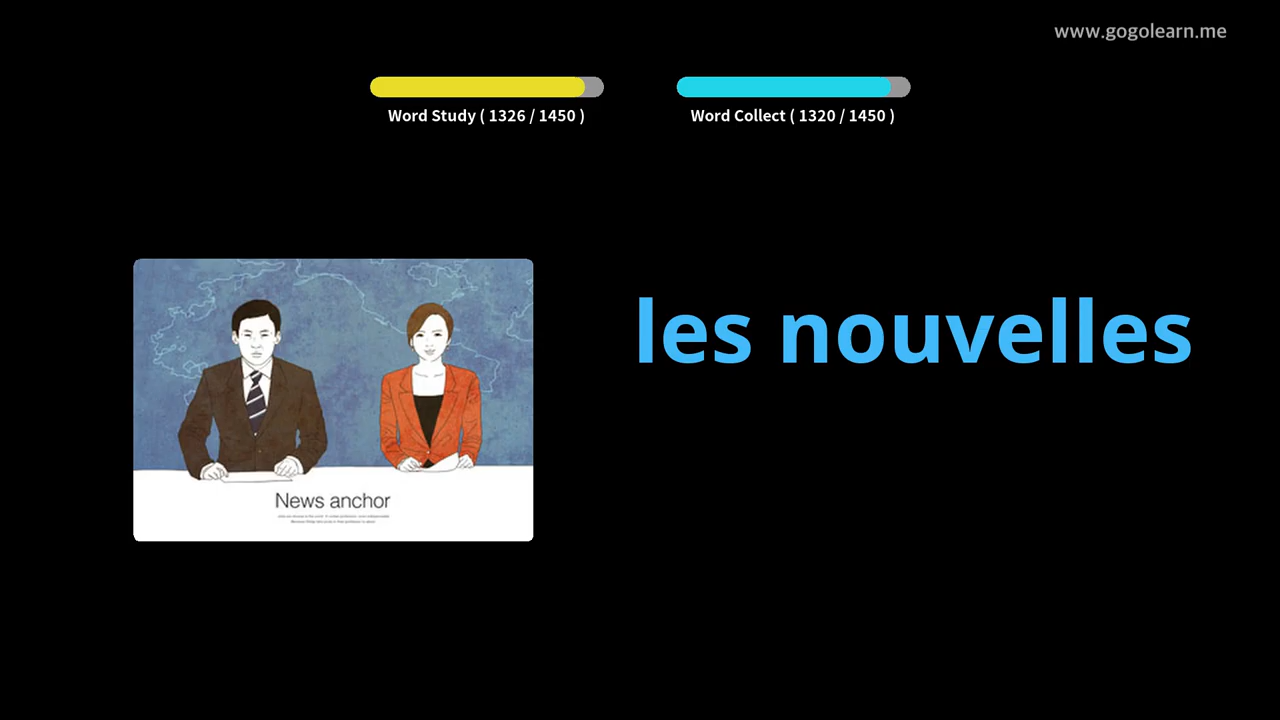 www.gogolearn.me
Word Study ( 1326 / 1450 )
Word Collect ( 1320 / 1450 )
les nouvelles
News anchor